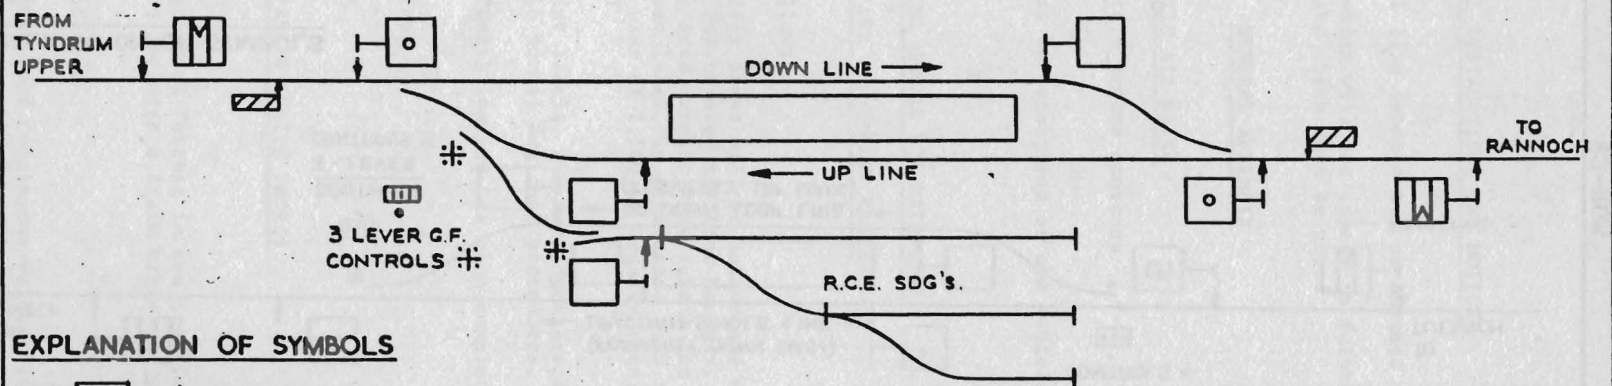 FROM
TYNDRUM
UPPER
DOWN LINE
TO
RANNOCH
UP LINE
3 LEVER G.F.
CONTROLS
R.C.E. SDG'S.
EXPLANATION OF SYMBOLS